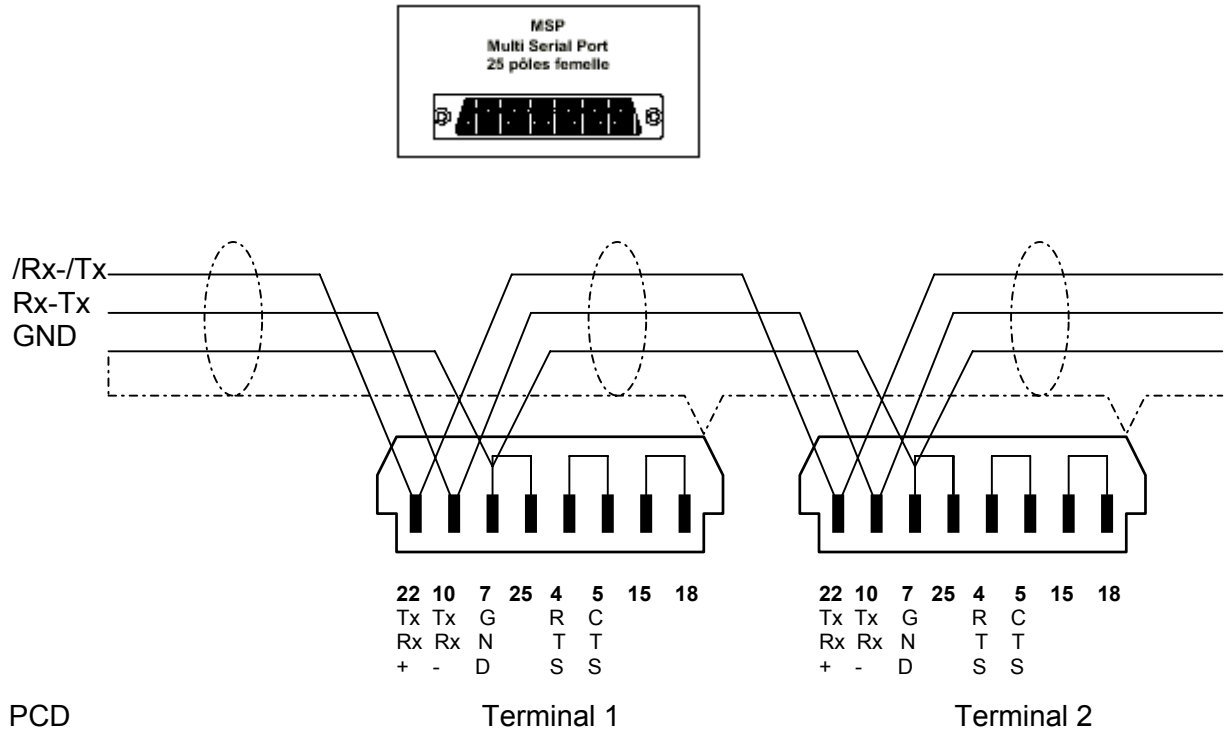 MSP
Multi Serial Port
25 pôles femelle
/Rx-/Tx
Rx-Tx
GND
22 10 7 25 4 5 15 18
Tx Tx G R C
Rx Rx N T T
+ - D S S
22 10 7 25 4 5 15 18
Tx Tx G R C
Rx Rx N T T
+ - D S S
PCD Terminal 1 Terminal 2